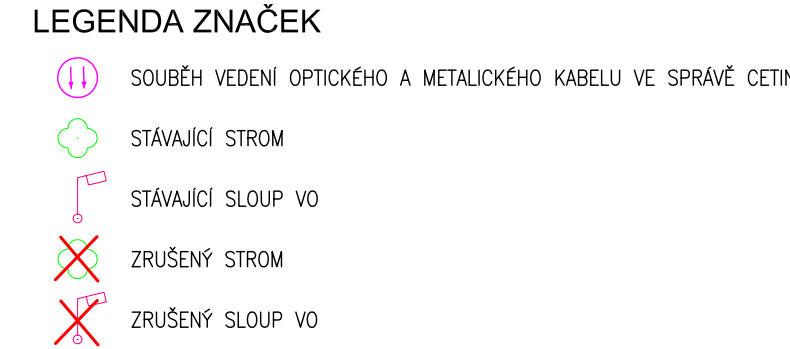 LEGENDA ZNAČEK
SOUBĚH VEDENÍ OPTICKÉHO A METALICKÉHO KABELU VE SPRÁVĚ CETIN
STÁVAJÍCÍ STROM
STÁVAJÍCÍ SLOUP VO
ZRUŠENÝ STROM
ZRUŠENÝ SLOUP VO